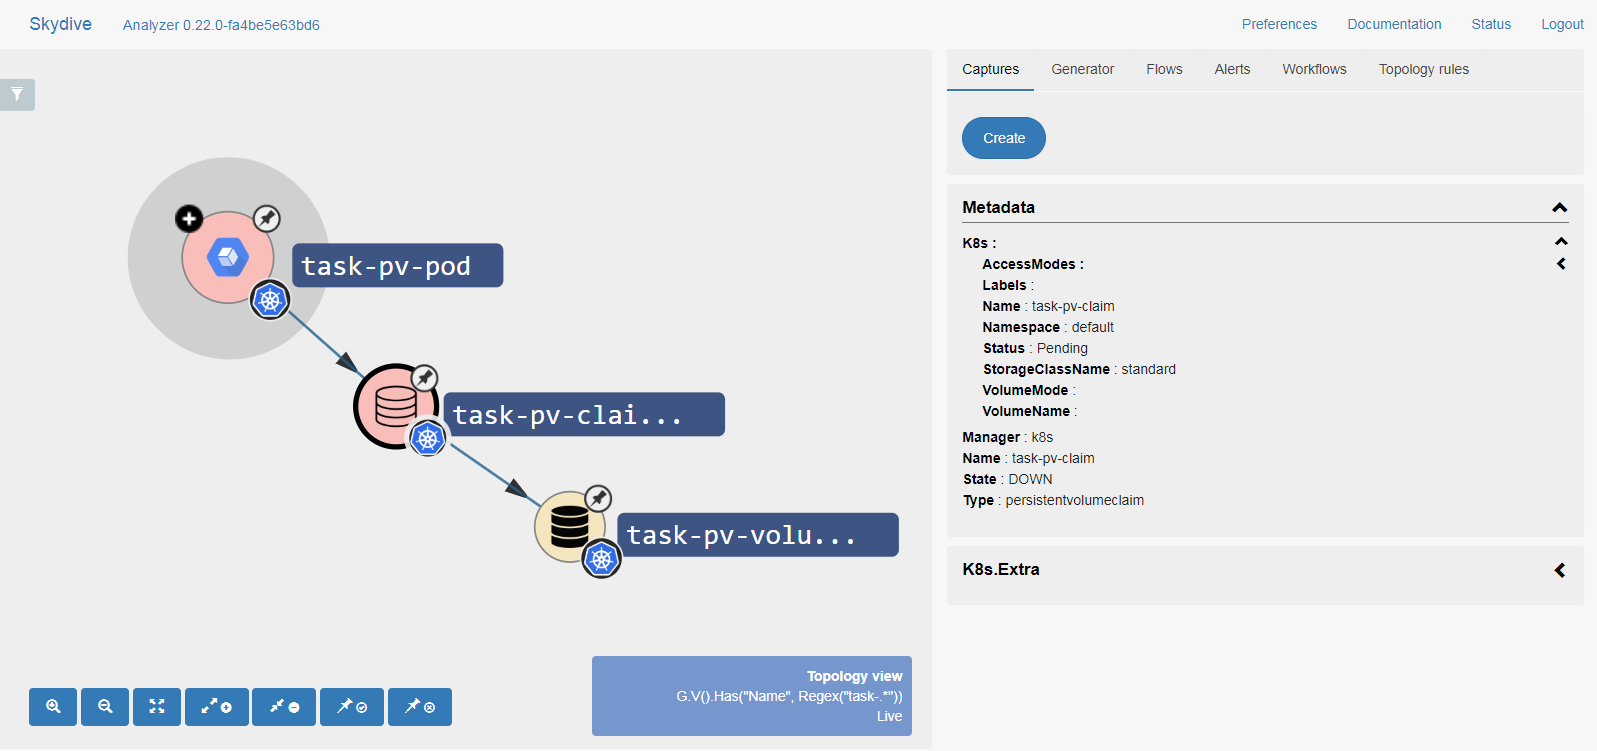 Skydive
Analyzer 0.22.0-fa4be5e63bd6
Preferences
Documentation
Status
Logout
Captures
Generator
Flows
Alerts
Workflows
Topology rules
Create
task-pv-pod
task-pv-clai...
task-pv-volu...
Topology view
G.V().Has("Name", Regex("task-.*"))
Live
Metadata
K8s :
AccessModes :
Labels :
Name : task-pv-claim
Namespace : default
Status : Pending
StorageClassName : standard
VolumeMode :
VolumeName :
Manager : k8s
Name : task-pv-claim
State : DOWN
Type : persistentvolumeclaim
K8s.Extra